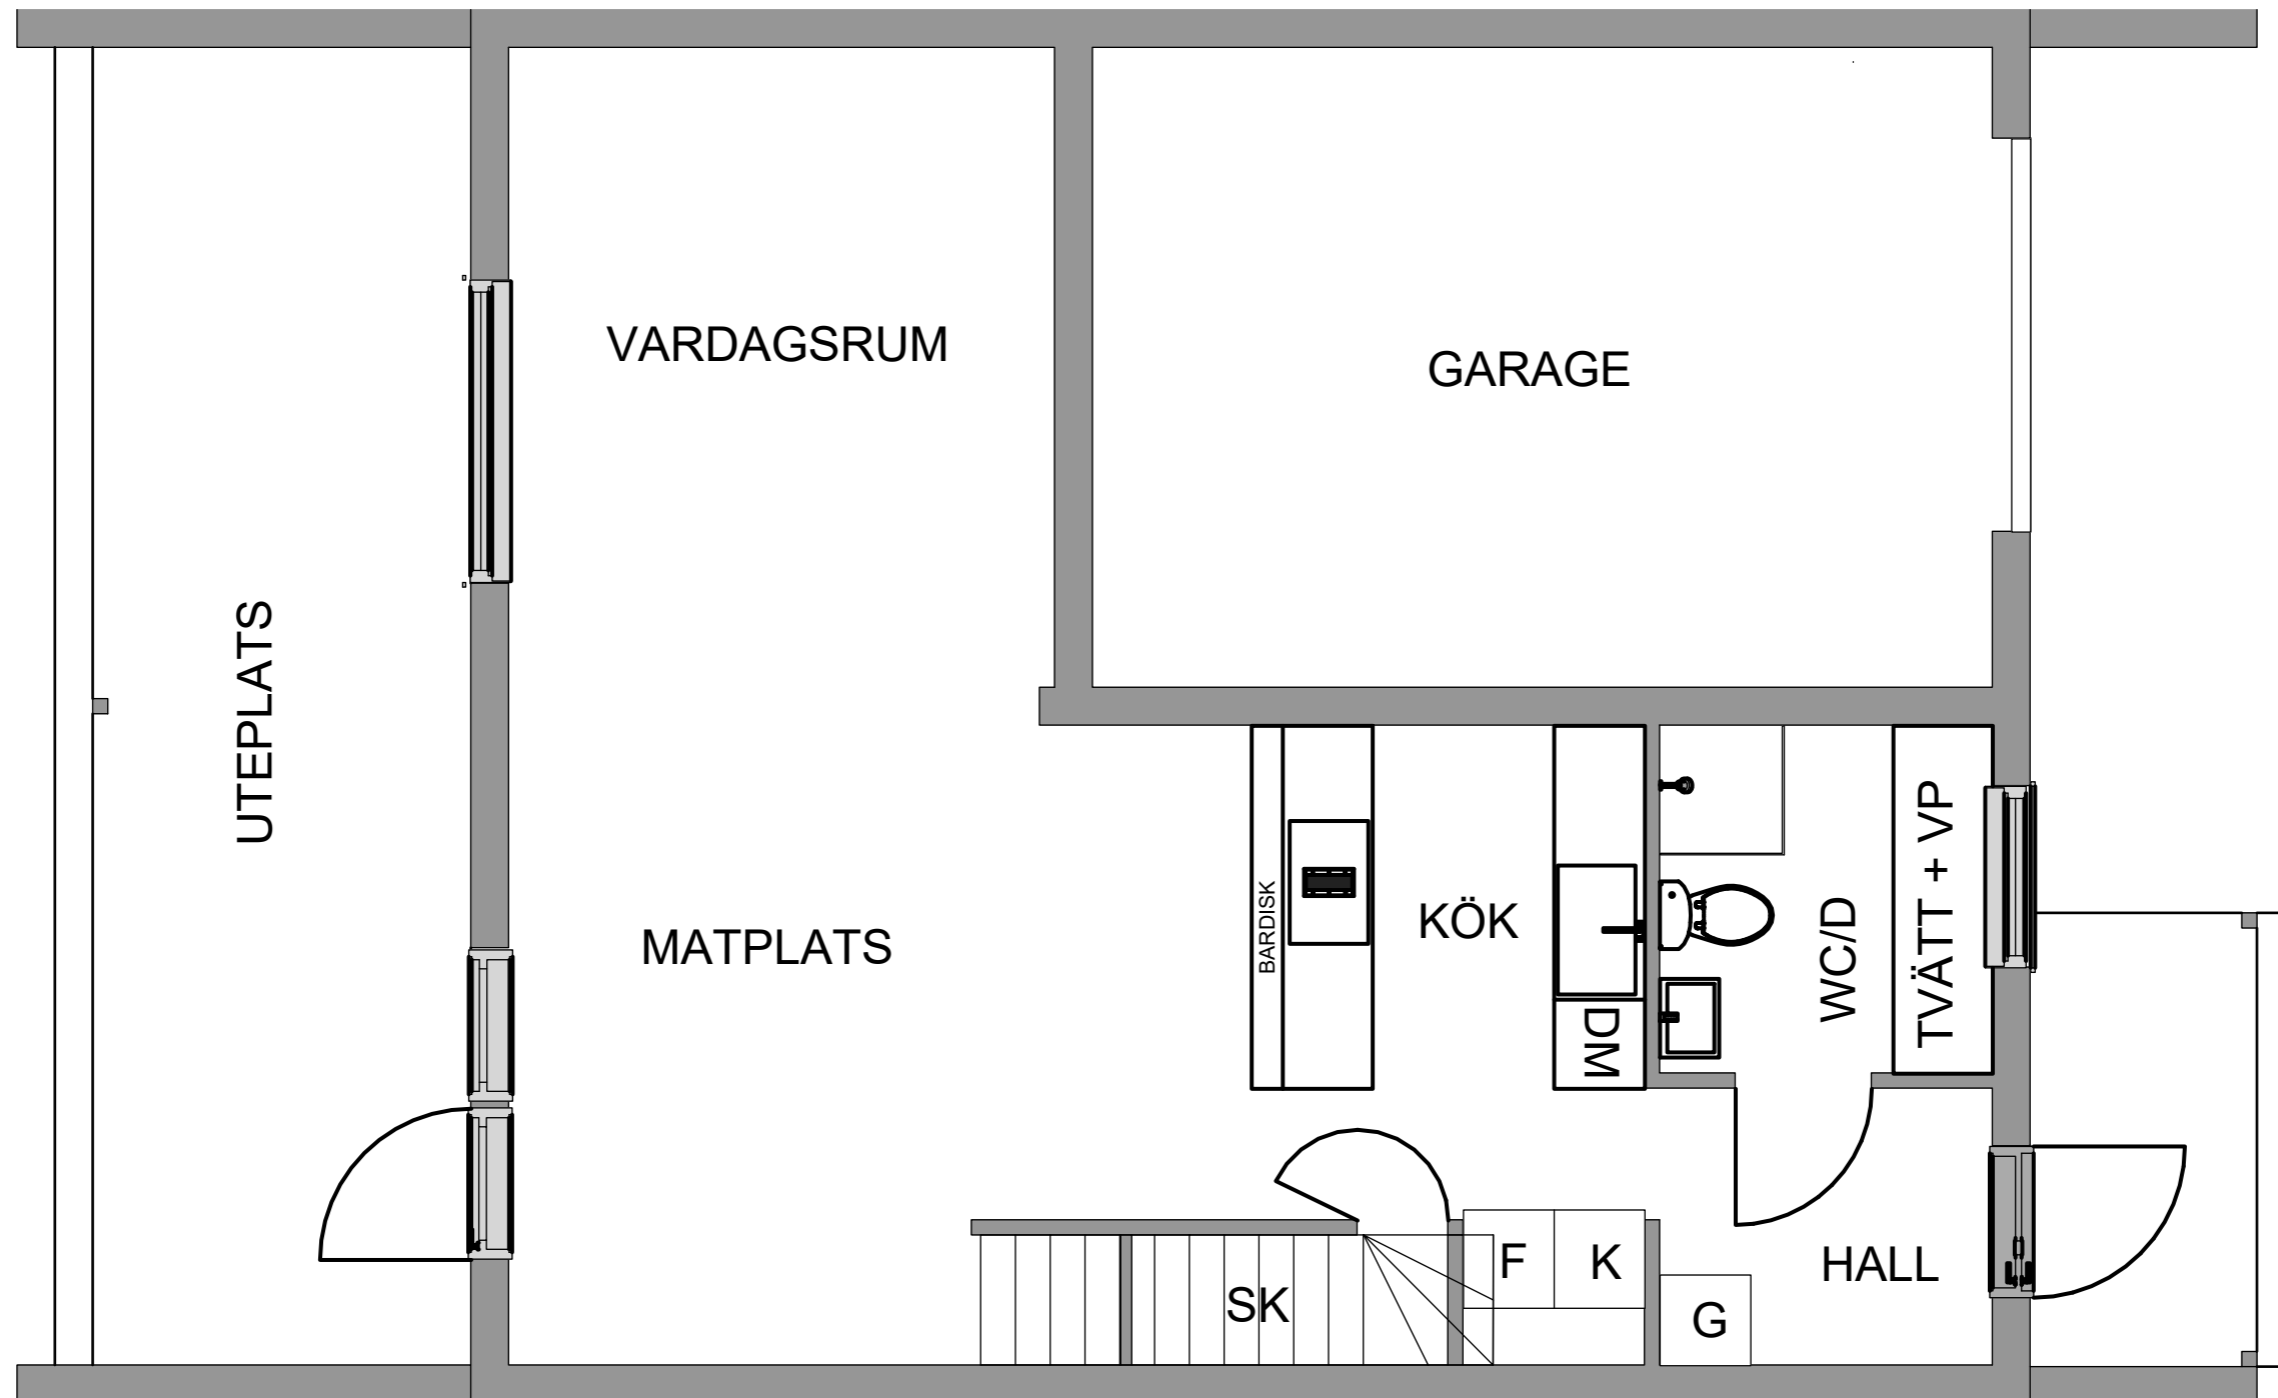 VARDAGSRUM
GARAGE
UTEPLATS
MATPLATS
BARDISK
KÖK
DM
WC/D
TVÄTT + VP
SK
F
K
G
HALL